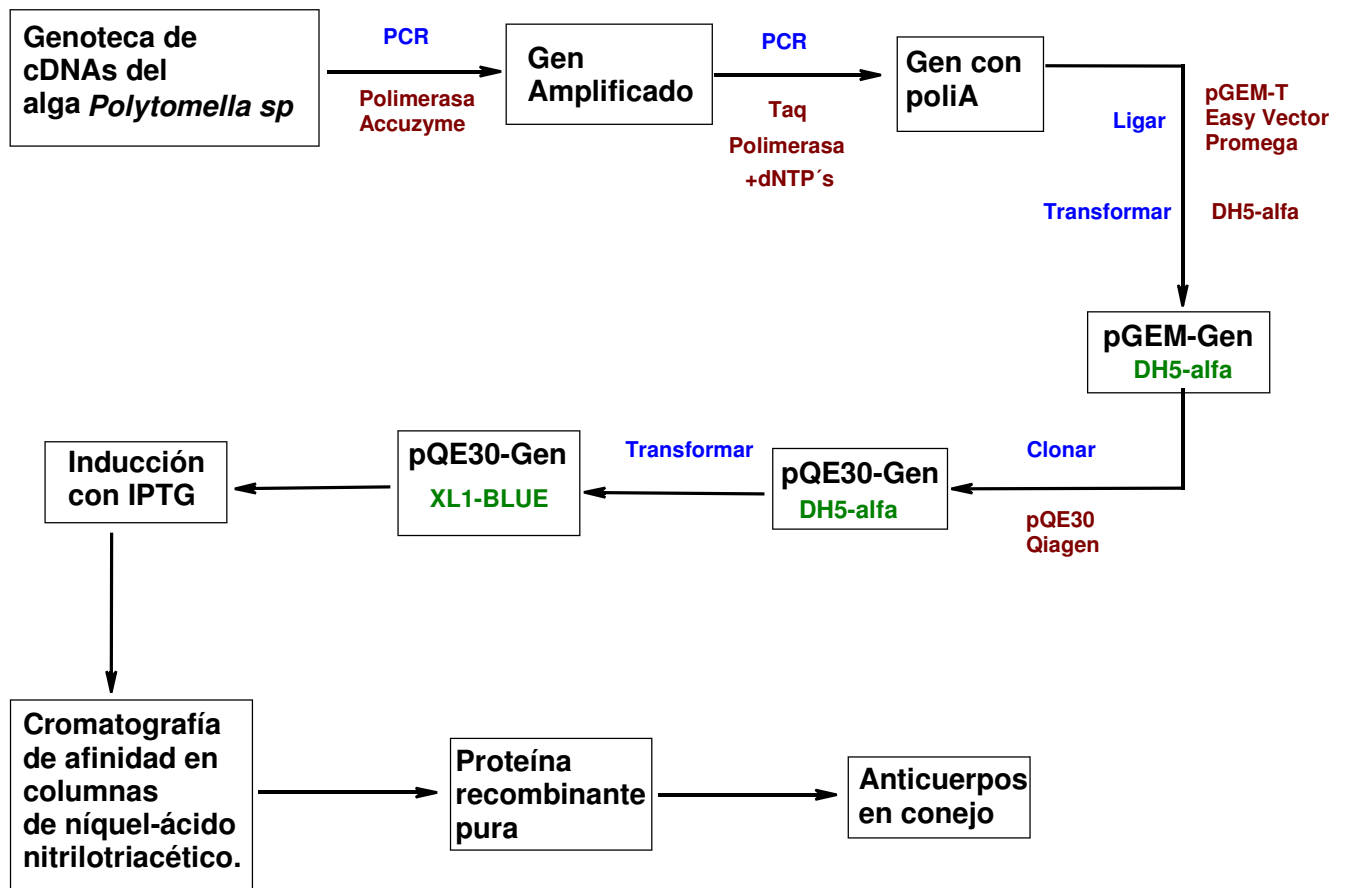 Genoteca de
cDNAs del
alga Polytomella sp
PCR
Polimerasa
Accuzyme
Gen
Amplificado
PCR
Taq
Polimerasa
+dNTP´s
Gen con
poliA
Ligar
pGEM-T
Easy Vector
Promega
Transformar
DH5-alfa
pGEM-Gen
DH5-alfa
Clonar
pQE30
Qiagen
pQE30-Gen
DH5-alfa
Transformar
pQE30-Gen
XL1-BLUE
Inducción
con IPTG
Cromatografía
de afinidad en
columnas
de níquel-ácido
nitrilotriacético.
Proteína
recombinante
pura
Anticuerpos
en conejo